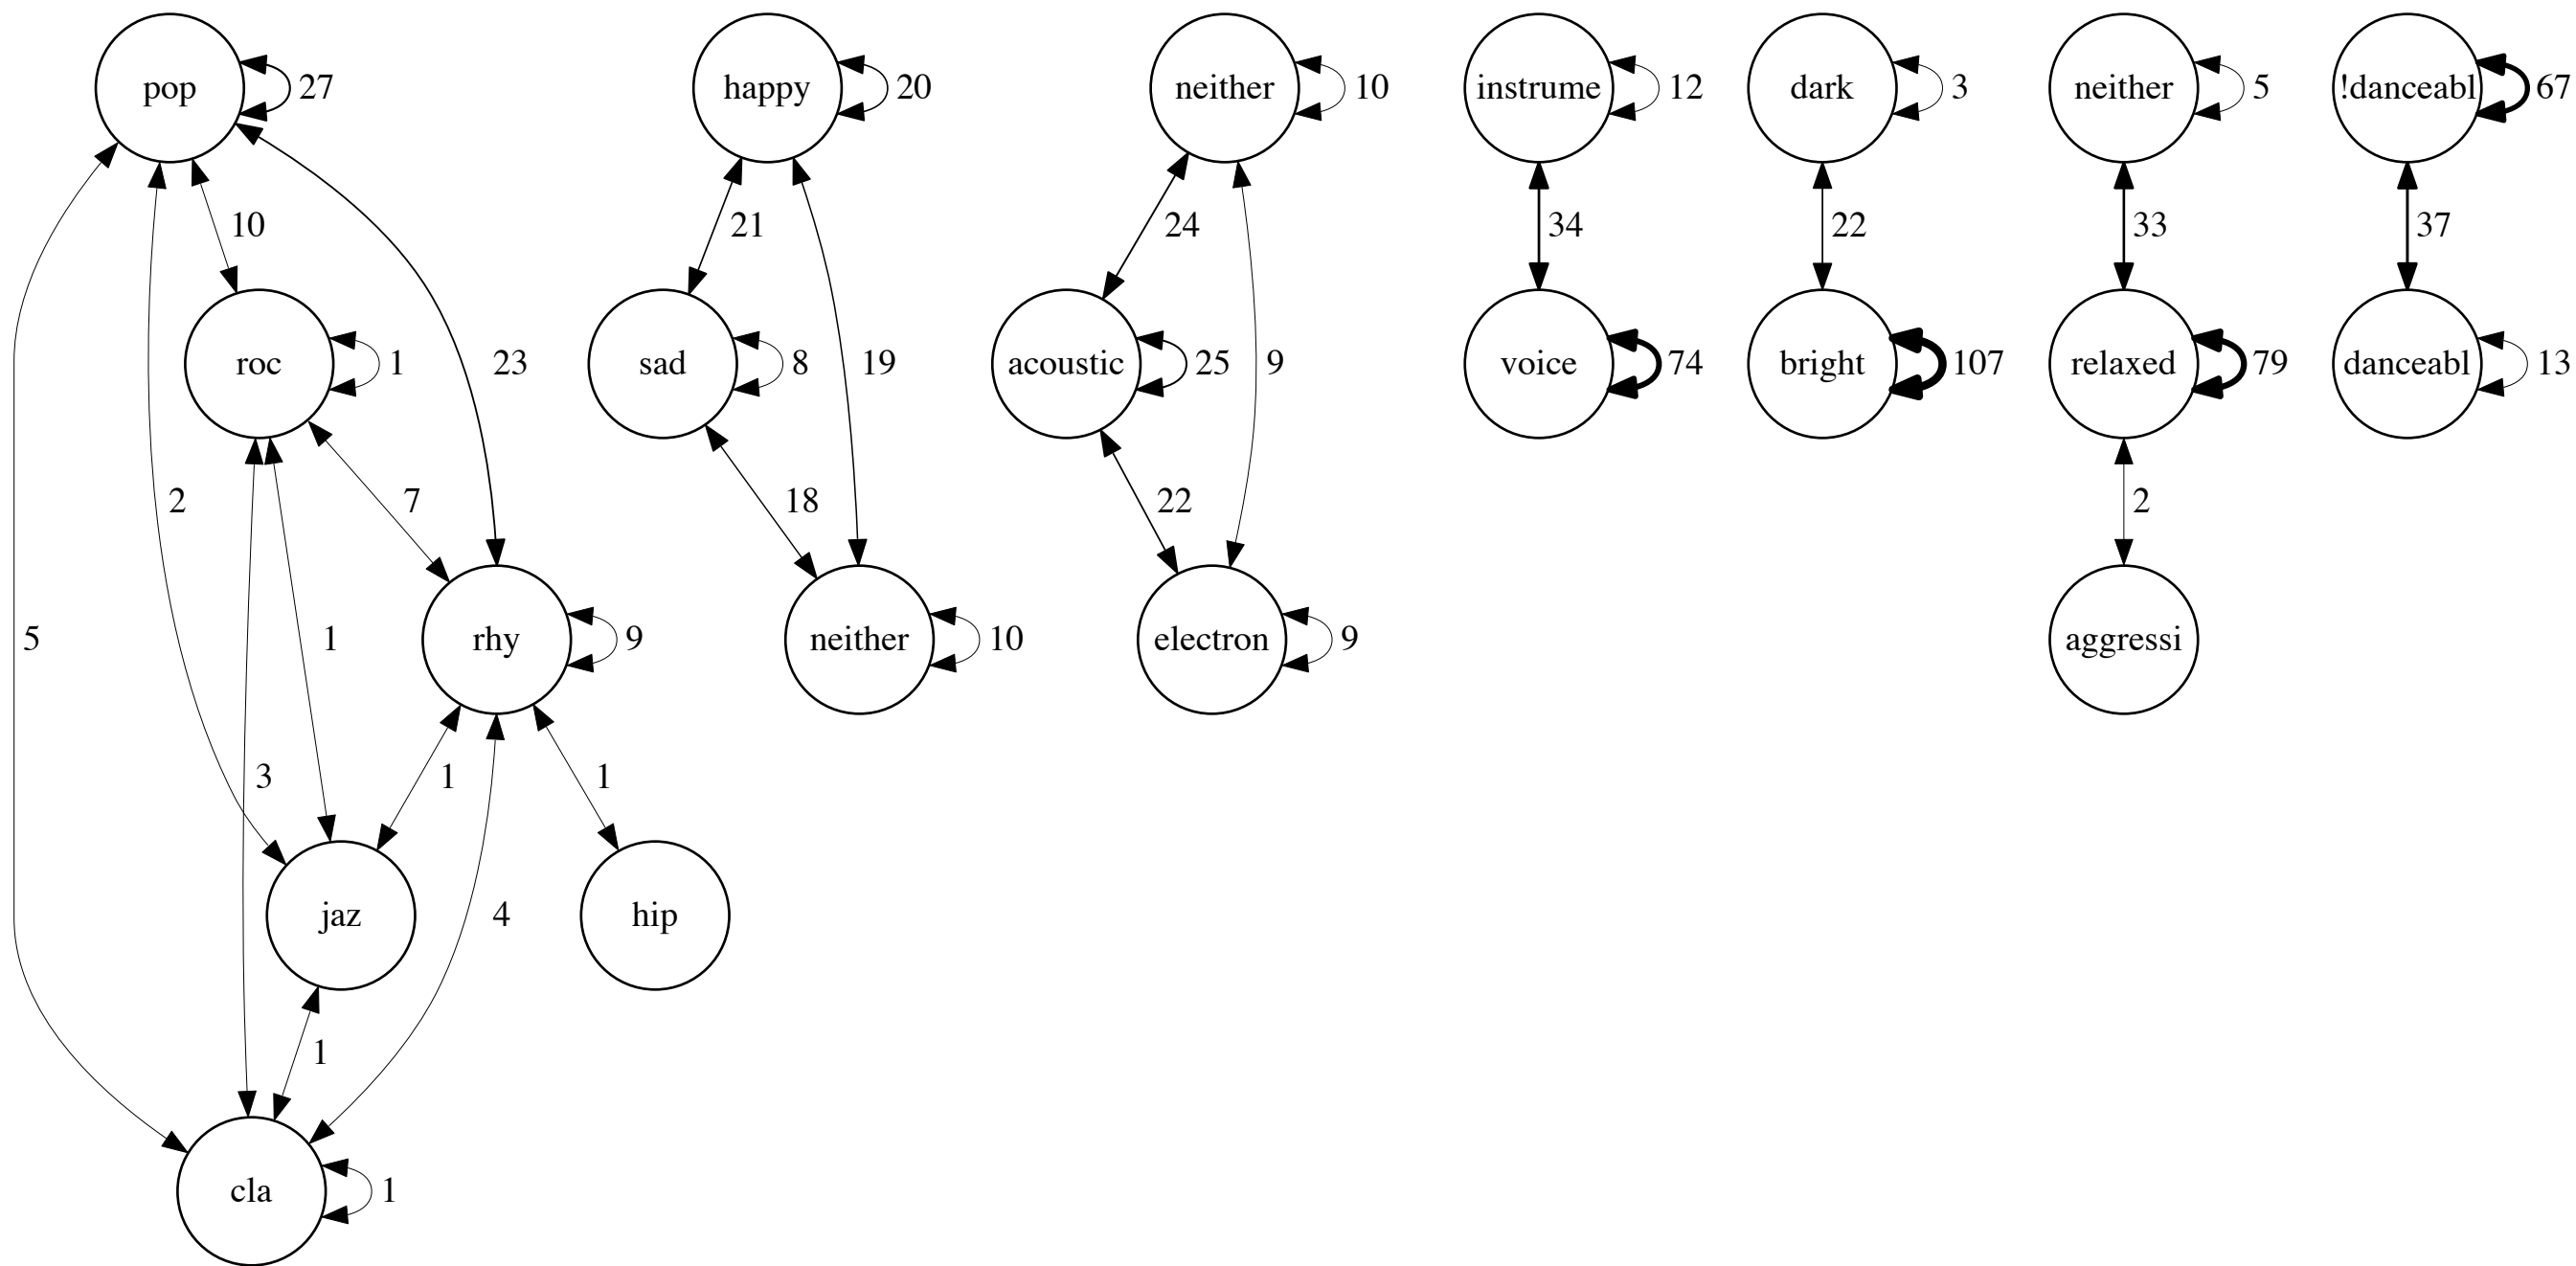 pop 27 happy 20 neither 10 instrume 12 dark 3 neither 5 !danceabl 67
10 21 24 34 22 33 37
roc 1 23 sad 8 19 acoustic 25 9 voice 74 bright 107 relaxed 79 danceabl 13
2 7 18 22 2
5 1 rhy 9 neither 10 electron 9 aggressi
3 1 1
jaz 4 hip
1
cla 1